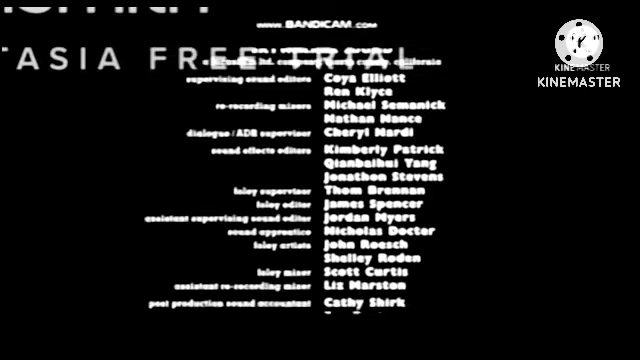 WWW.BANDICAM.COM
TASIA FREE TRIAL
KINEMASTER
KINEMASTER
california
supervising sound editors Coya Elliott
Ren Klyce
re-recording mixers Michael Semanick
Nathan Nance
dialogue / ADR supervisor Cheryl Nardi
sound effects editors Kimberly Patrick
Qianbaihui Yang
Jonathon Stevens
foley supervisor Thom Brennan
foley editor James Spencer
assistant supervising sound editor Jordan Myers
sound apprentice Nicholas Docter
foley artists John Roesch
Shelley Roden
foley mixer Scott Curtis
assistant re-recording mixer Liz Marston
post production sound accountant Cathy Shirk